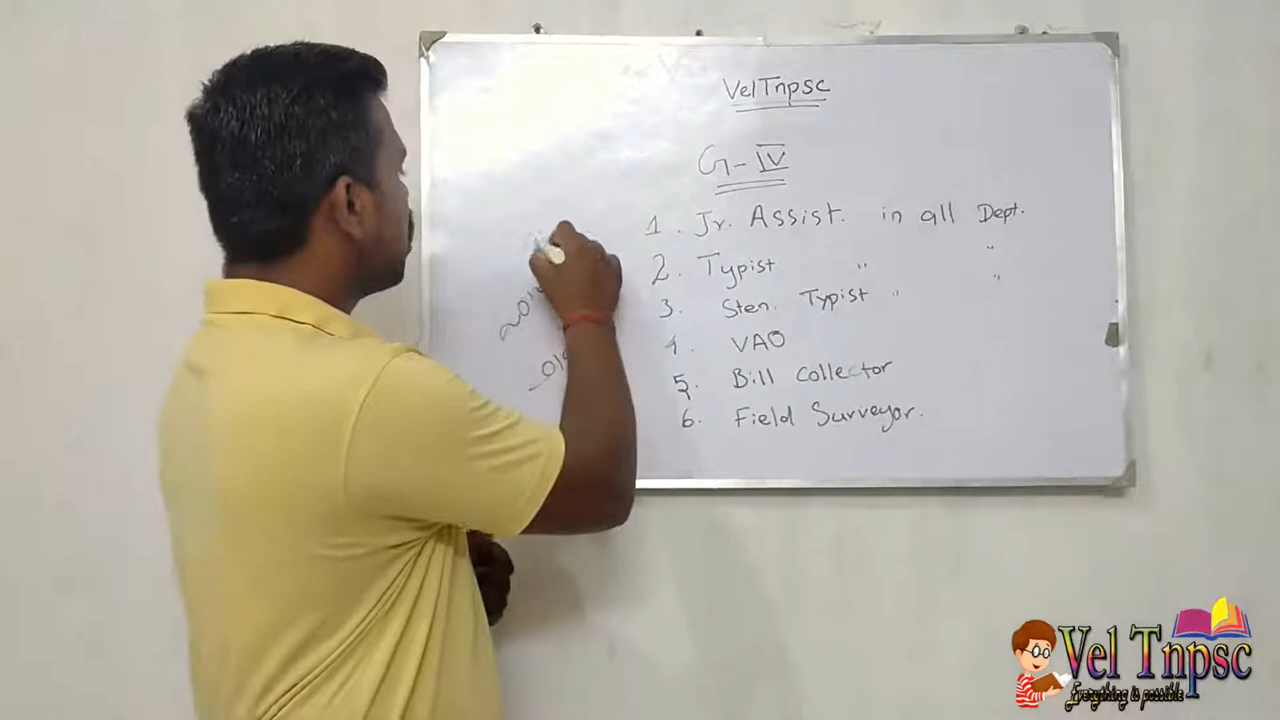 VelTnpsc
G-IV
1. Jr. Assist. in all Dept.
2. Typist " "
3. Sten. Typist " "
4. VAO
5. Bill Collector
6. Field Surveyor.
Vel Tnpsc
Everything is possible